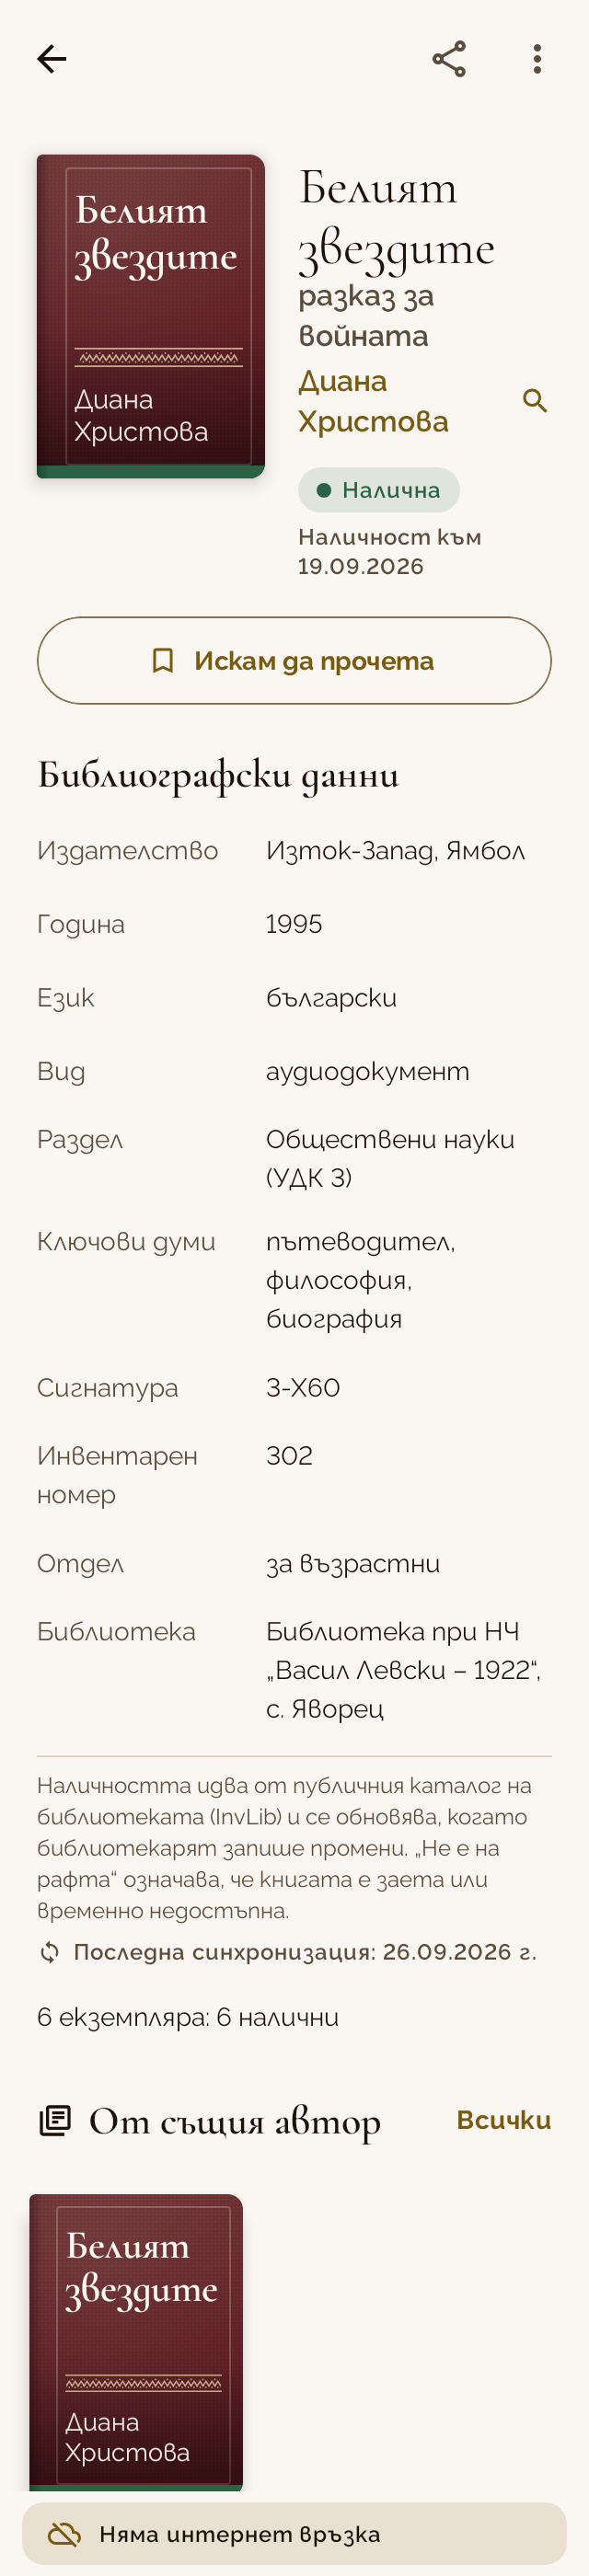 Белият
звездите
Диана
Христова
Белият
звездите
разказ за
войната
Диана
Христова
Налична
Наличност към
19.09.2026
Искам да прочета
Библиографски данни
Издателство Изток-Запад, Ямбол
Година 1995
Език български
Вид аудиодокумент
Раздел Обществени науки
(УДК 3)
Ключови думи пътеводител,
философия,
биография
Сигнатура 3-Х60
Инвентарен 302
номер
Отдел за възрастни
Библиотека Библиотека при НЧ
„Васил Левски – 1922“,
с. Яворец
Наличността идва от публичния каталог на
библиотеката (InvLib) и се обновява, когато
библиотекарят запише промени. „Не е на
рафта“ означава, че книгата е заета или
временно недостъпна.
Последна синхронизация: 26.09.2026 г.
6 екземпляра: 6 налични
От същия автор Всички
Белият
звездите
Диана
Христова
Няма интернет връзка